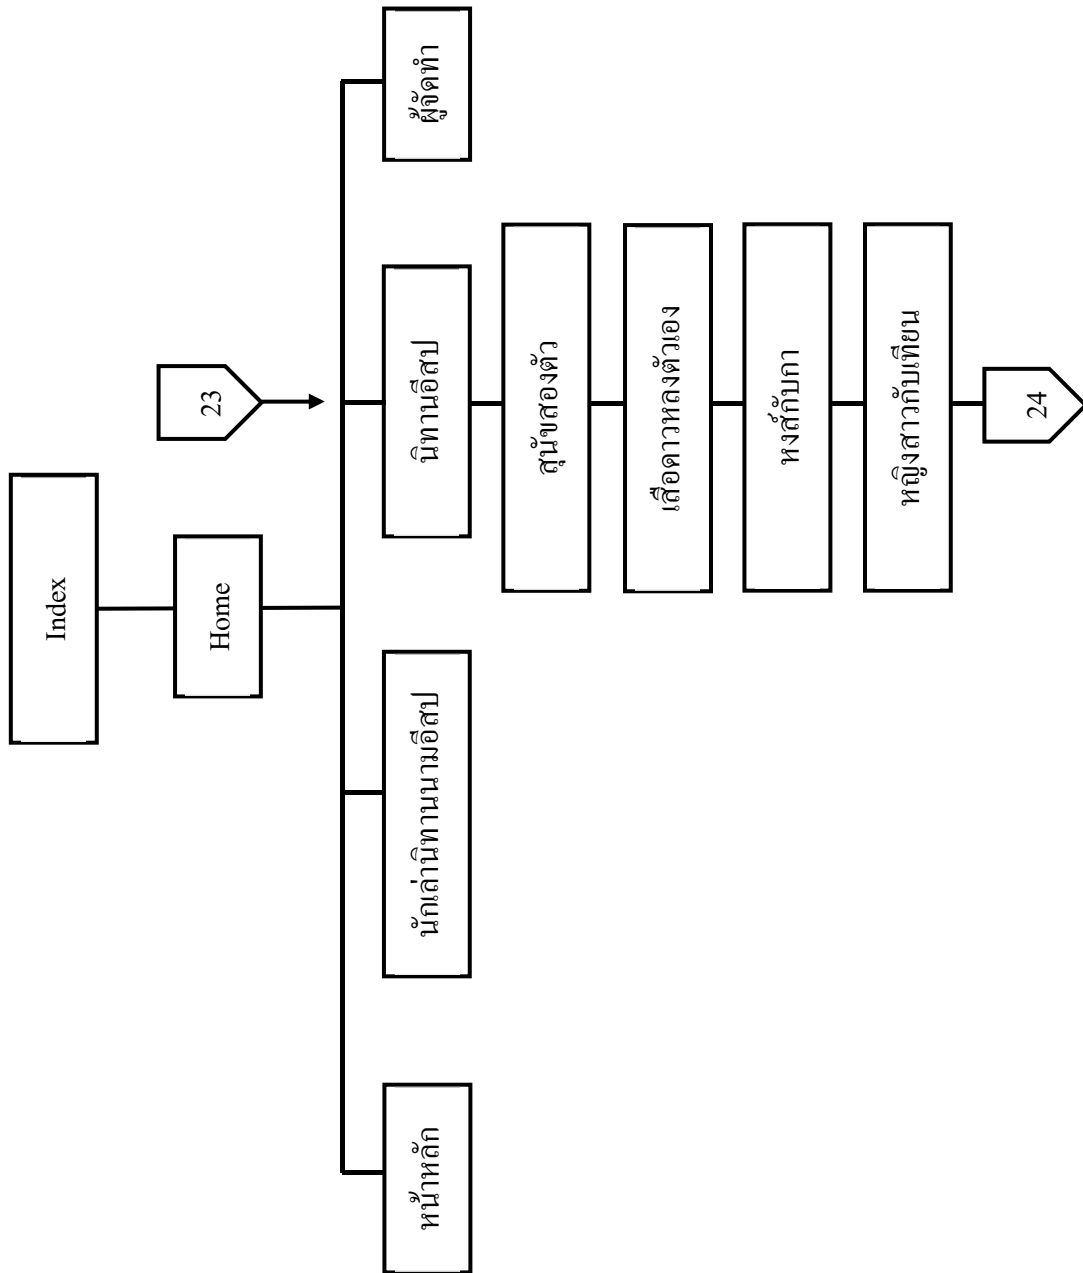 Index
Home
23
หน้าหลัก
นักเล่านิทานนามอีสป
นิทานอีสป
ผู้จัดทำ
สุนัขสองตัว
เสือดาวหลงตัวเอง
หงส์กับกา
หญิงสาวกับเทียน
24